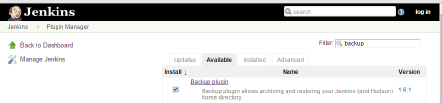 Jenkins
search
log in
Jenkins
Plugin Manager
Back to Dashboard
Manage Jenkins
Filter: backup
Updates Available Installed Advanced
Install ↓ Name Version
Backup plugin
Backup plugin allows archiving and restoring your Jenkins (and Hudson) home directory.
1.6.1